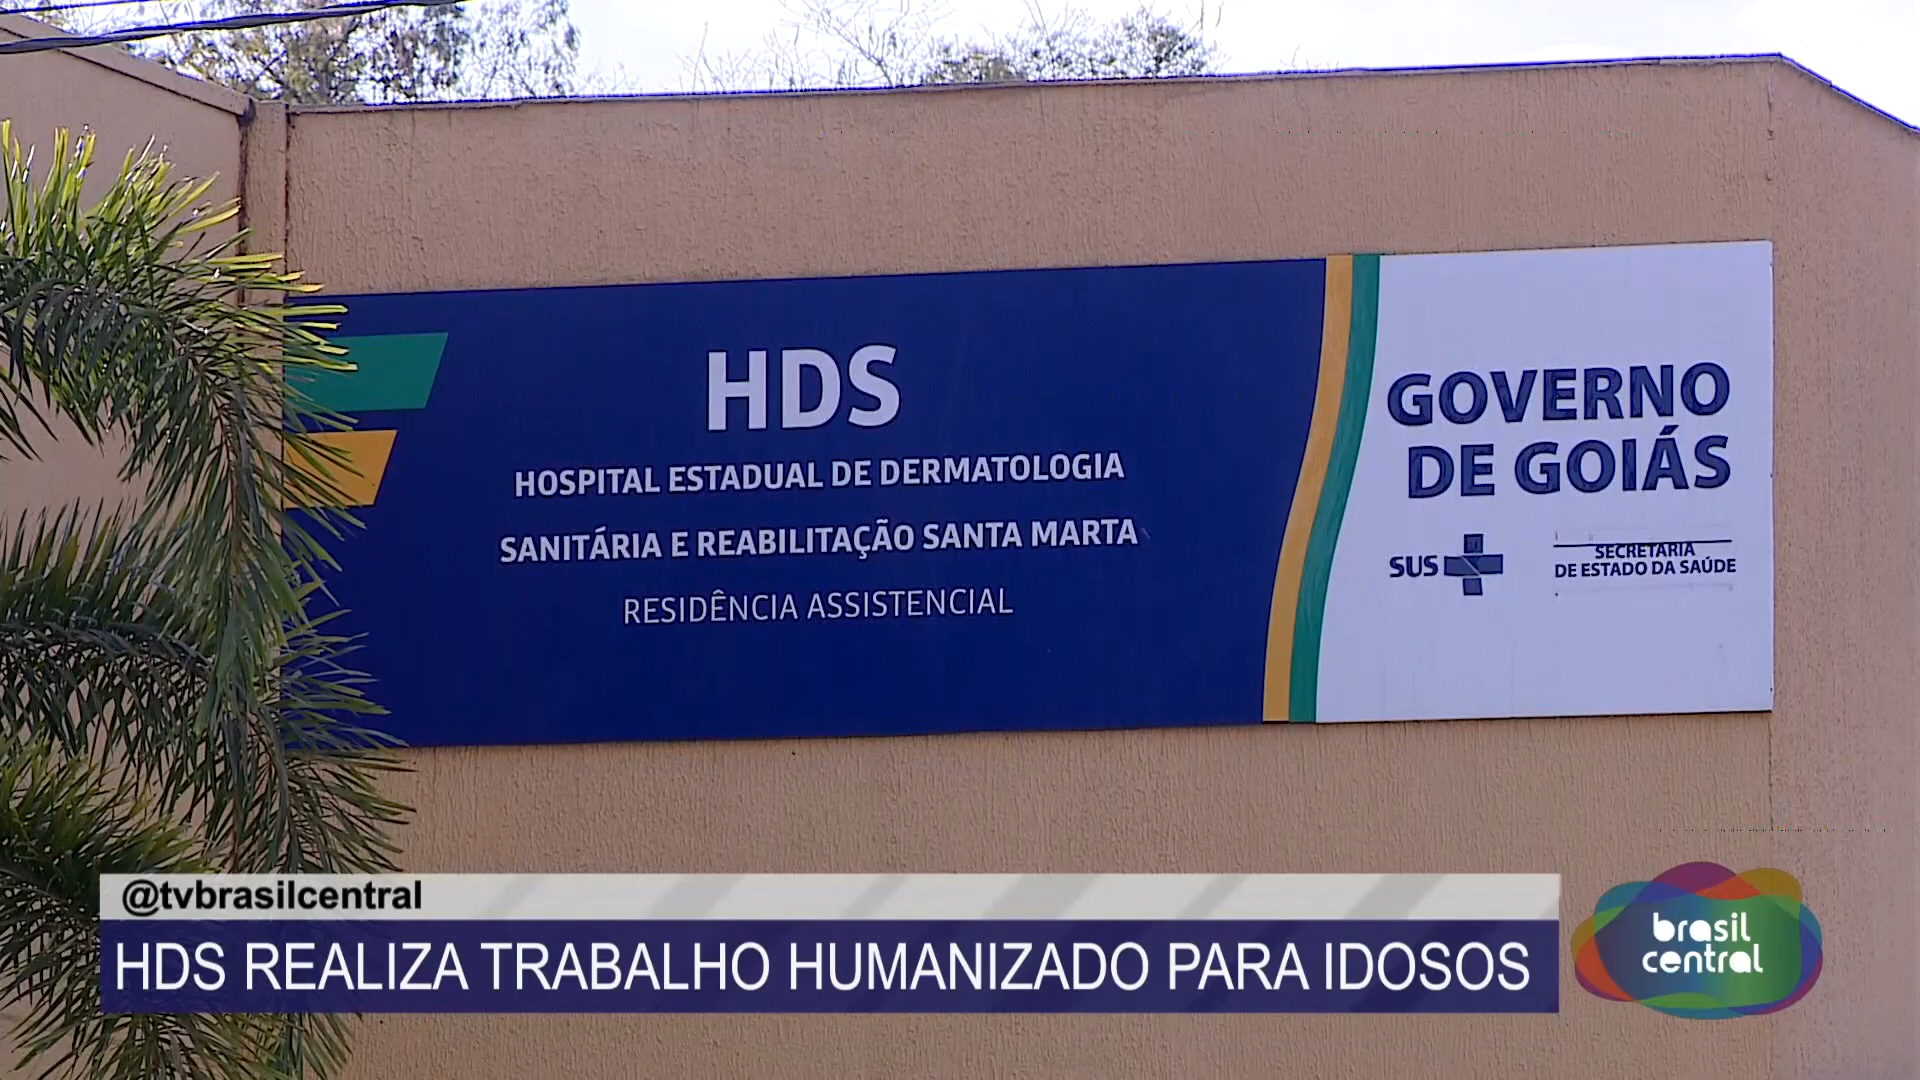 HDS
HOSPITAL ESTADUAL DE DERMATOLOGIA
SANITÁRIA E REABILITAÇÃO SANTA MARTA
RESIDÊNCIA ASSISTENCIAL
GOVERNO
DE GOIÁS
SUS
SECRETARIA
DE ESTADO DA SAÚDE
@tvbrasilcentral
HDS REALIZA TRABALHO HUMANIZADO PARA IDOSOS
brasil
central